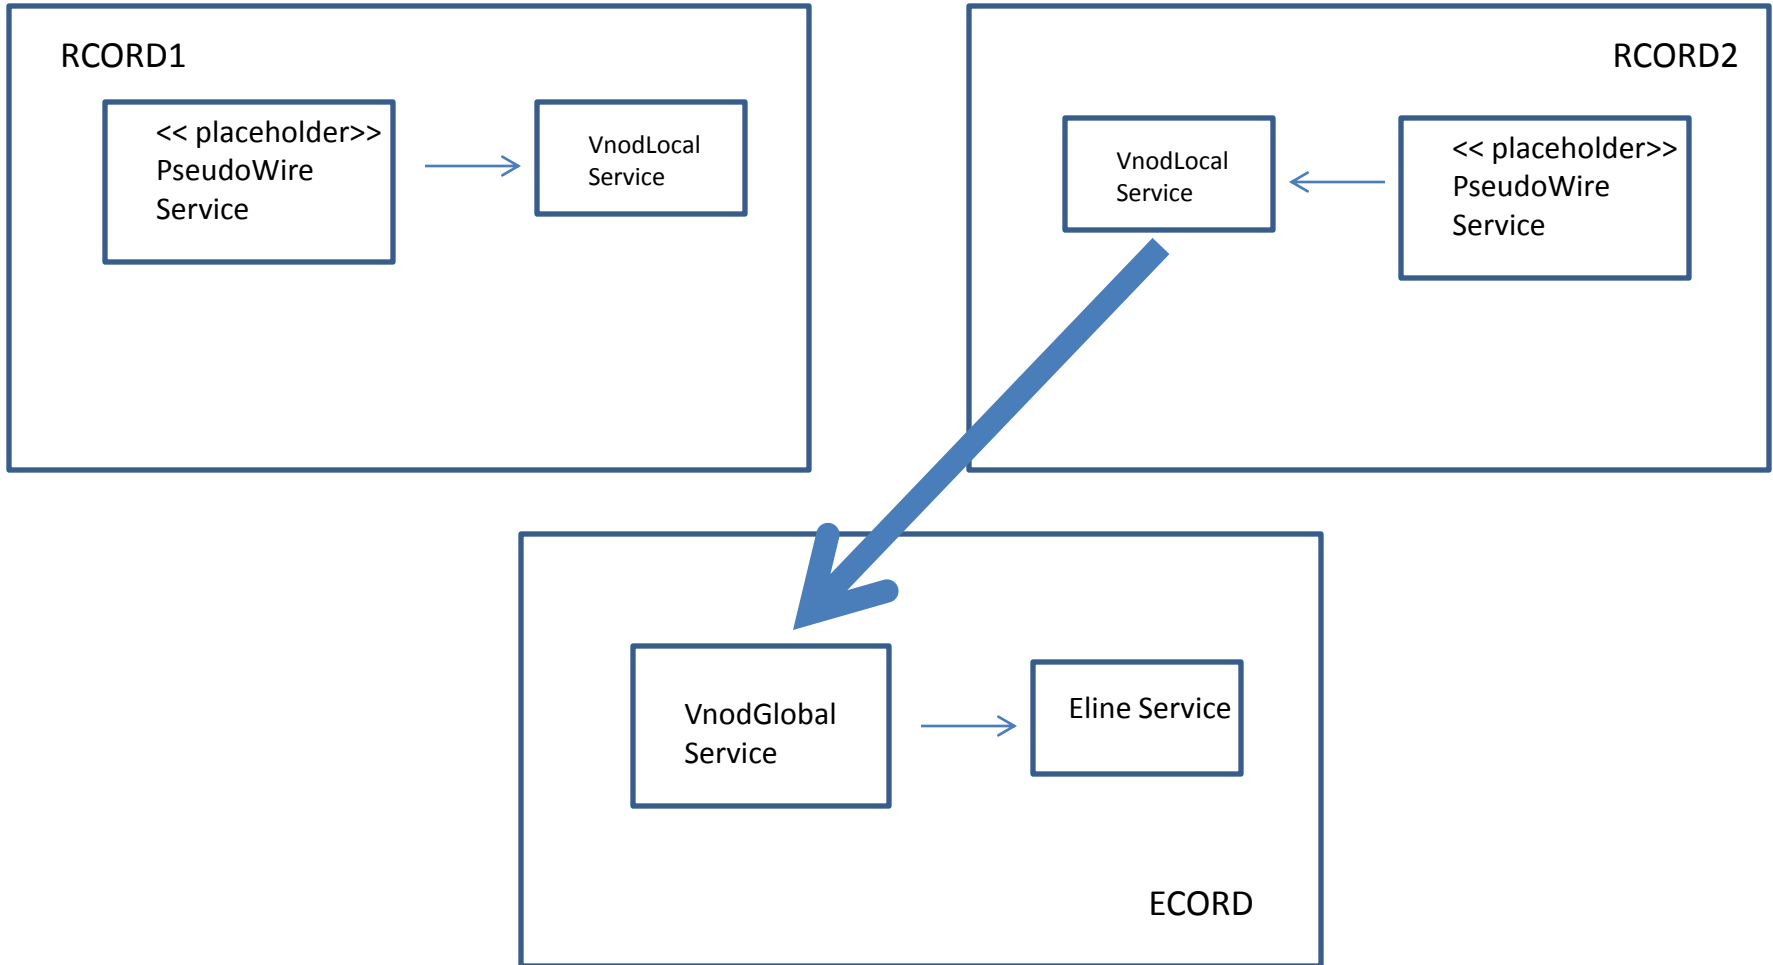 RCORD1
<< placeholder>>
PseudoWire
Service
VnodLocal
Service
RCORD2
VnodLocal
Service
<< placeholder>>
PseudoWire
Service
VnodGlobal
Service
Eline Service
ECORD